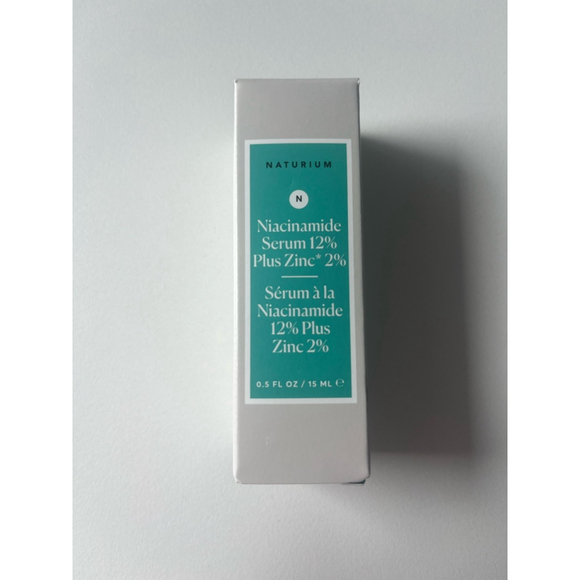 NATURIUM
N
Niacinamide
Serum 12%
Plus Zinc* 2%
Sérum à la
Niacinamide
12% Plus
Zinc 2%
0.5 FL OZ / 15 ML ℮